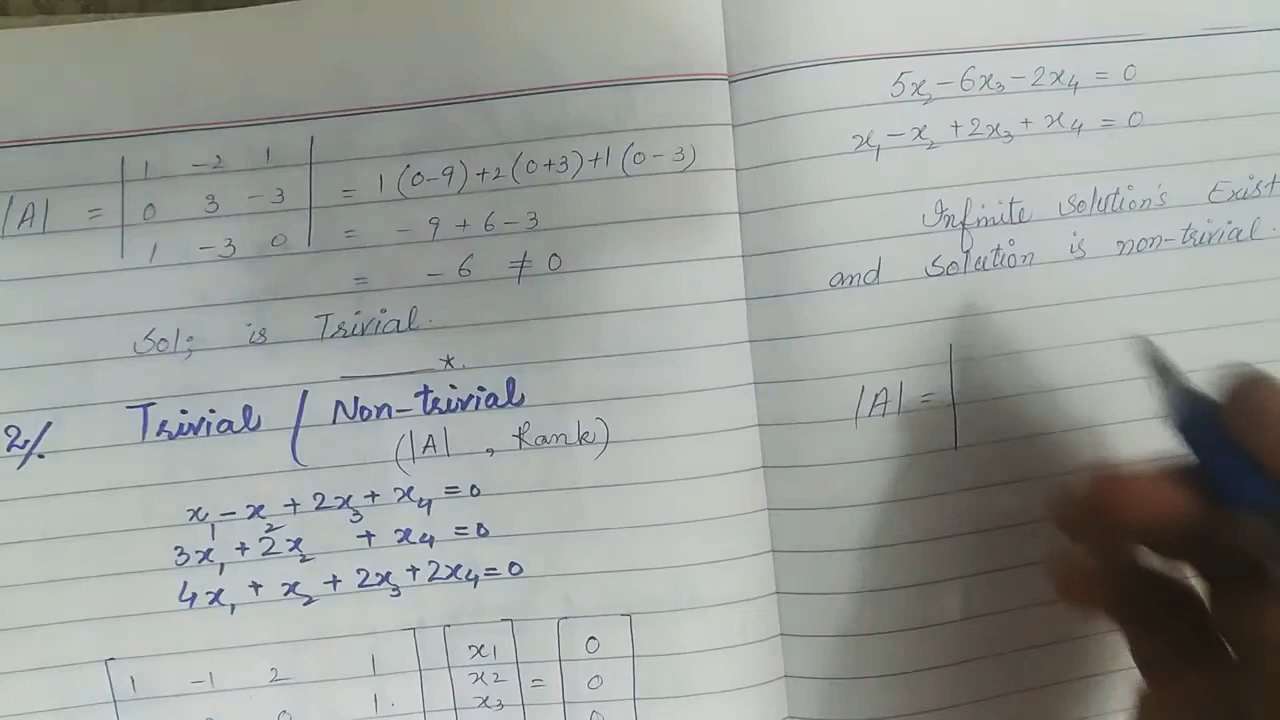 |A| = | 1 -2 1 | = 1(0-9)+2(0+3)+1(0-3)
| 0 3 -3 | = -9+6-3
| 1 -3 0 | = -6 ≠ 0
Sol; is Trivial.
*.
2/. Trivial / Non-trivial
(|A| , Rank)
x₁ - x₂ + 2x₃ + x₄ = 0
3x₁ + 2x₂ + x₄ = 0
4x₁ + x₂ + 2x₃ + 2x₄ = 0
1 -1 2 1 x1 0
1. x2 = 0
x3
5x₂ - 6x₃ - 2x₄ = 0
x₁ - x₂ + 2x₃ + x₄ = 0
Infinite Solution's Exist
and Solution is non-trivial.
|A| = |